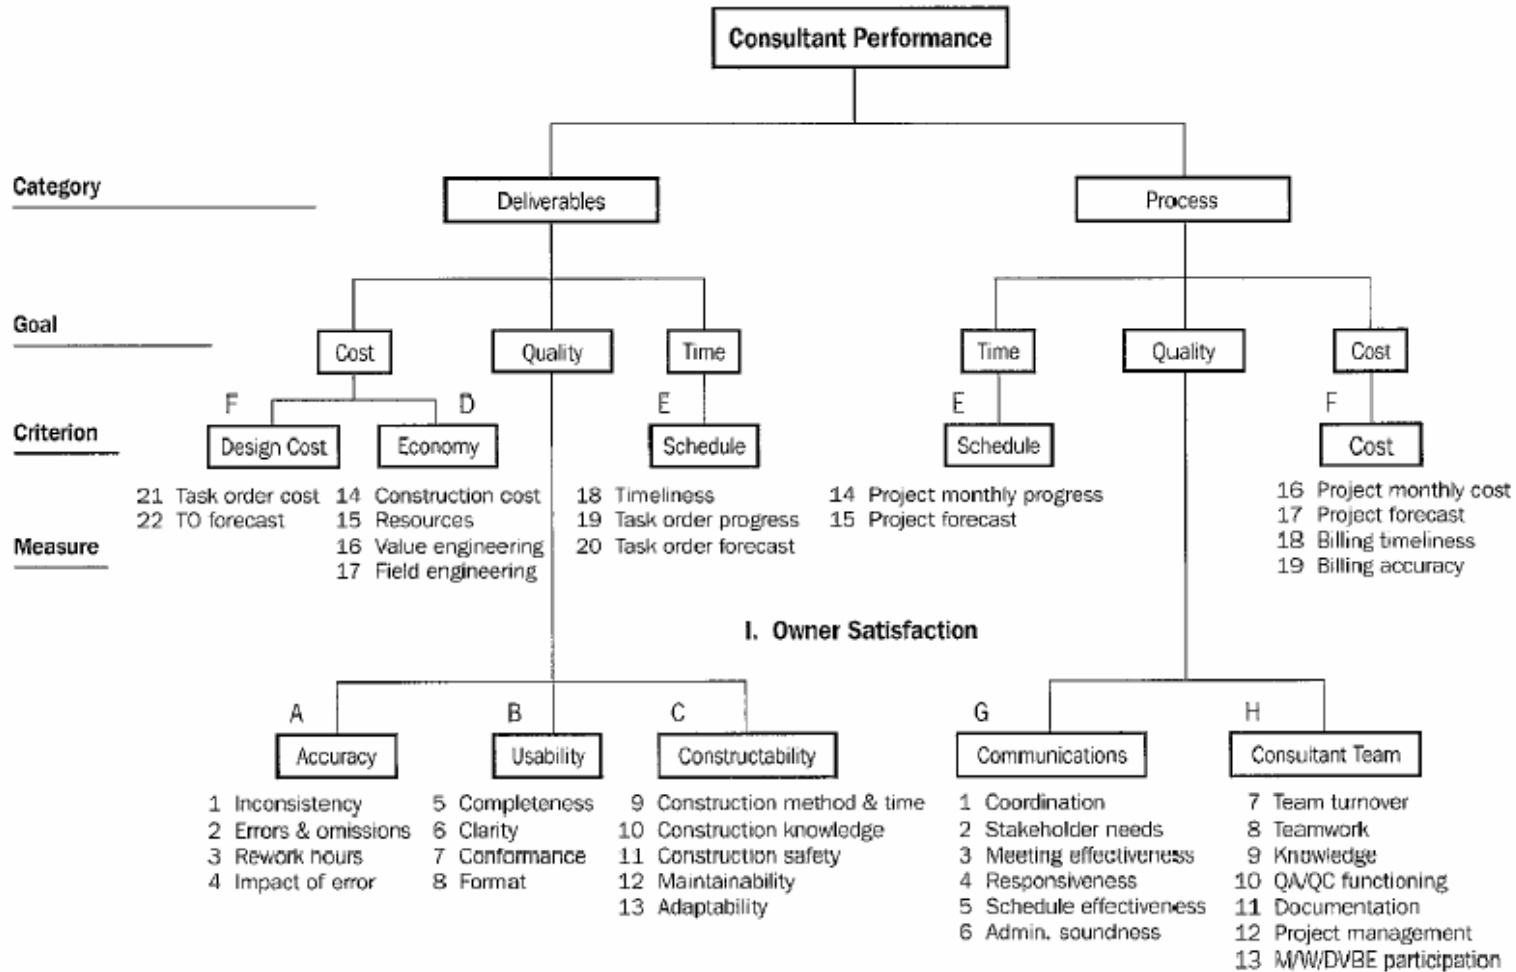 Consultant Performance
Category
Deliverables
Process
Goal
Cost
Quality
Time
Time
Quality
Cost
Criterion
F
Design Cost
D
Economy
E
Schedule
E
Schedule
F
Cost
Measure
21 Task order cost
22 TO forecast
14 Construction cost
15 Resources
16 Value engineering
17 Field engineering
18 Timeliness
19 Task order progress
20 Task order forecast
14 Project monthly progress
15 Project forecast
16 Project monthly cost
17 Project forecast
18 Billing timeliness
19 Billing accuracy
I. Owner Satisfaction
A
Accuracy
1 Inconsistency
2 Errors & omissions
3 Rework hours
4 Impact of error
B
Usability
5 Completeness
6 Clarity
7 Conformance
8 Format
C
Constructability
9 Construction method & time
10 Construction knowledge
11 Construction safety
12 Maintainability
13 Adaptability
G
Communications
1 Coordination
2 Stakeholder needs
3 Meeting effectiveness
4 Responsiveness
5 Schedule effectiveness
6 Admin. soundness
H
Consultant Team
7 Team turnover
8 Teamwork
9 Knowledge
10 QA/QC functioning
11 Documentation
12 Project management
13 M/W/DVBE participation